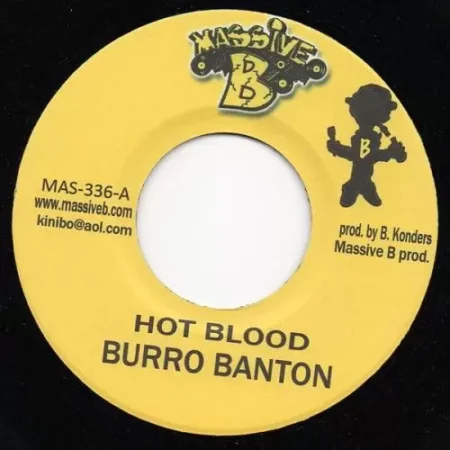 MASSIVE
B
D
D
B
MAS-336-A
www.massiveb.com
kinibo@aol.com
prod. by B. Konders
Massive B prod.
HOT BLOOD
BURRO BANTON